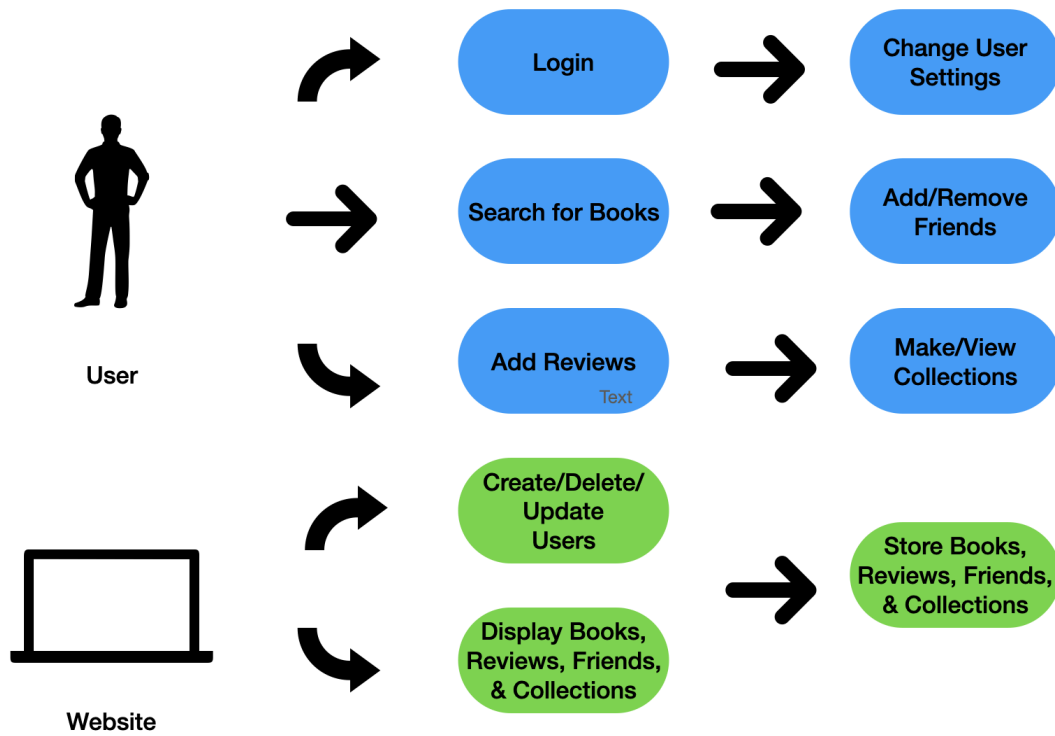 Login
Change User
Settings
Search for Books
Add/Remove
Friends
User
Add Reviews
Text
Make/View
Collections
Create/Delete/
Update
Users
Store Books,
Reviews, Friends,
& Collections
Display Books,
Reviews, Friends,
& Collections
Website